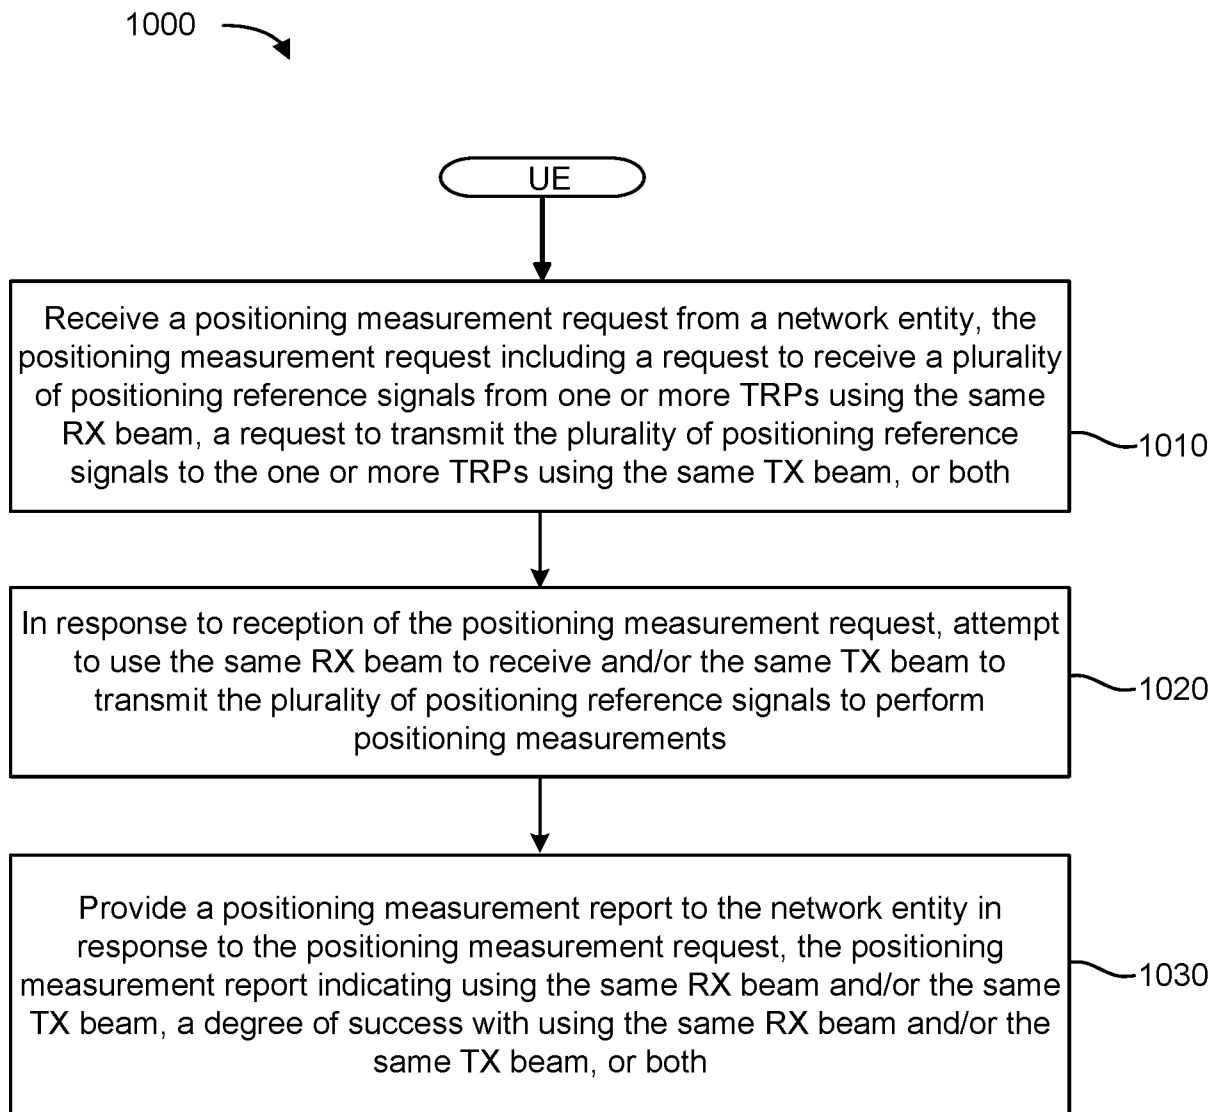 1000
UE
Receive a positioning measurement request from a network entity, the
positioning measurement request including a request to receive a plurality
of positioning reference signals from one or more TRPs using the same
RX beam, a request to transmit the plurality of positioning reference
signals to the one or more TRPs using the same TX beam, or both
1010
In response to reception of the positioning measurement request, attempt
to use the same RX beam to receive and/or the same TX beam to
transmit the plurality of positioning reference signals to perform
positioning measurements
1020
Provide a positioning measurement report to the network entity in
response to the positioning measurement request, the positioning
measurement report indicating using the same RX beam and/or the same
TX beam, a degree of success with using the same RX beam and/or the
same TX beam, or both
1030